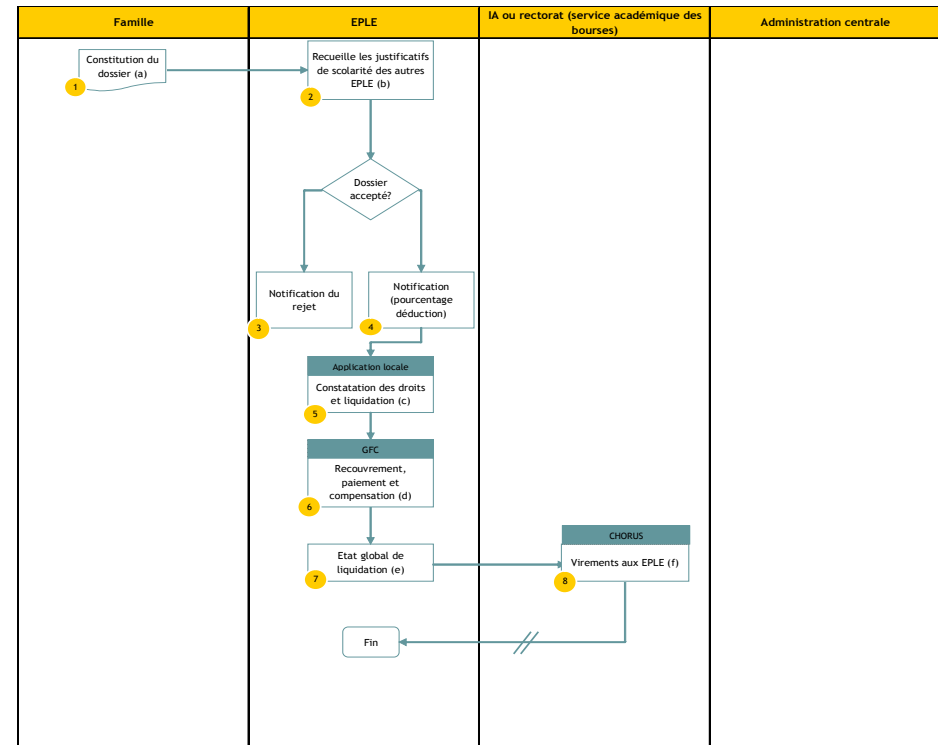 Famille
EPLE
IA ou rectorat (service académique des
bourses)
Administration centrale
Constitution du
dossier (a)
1
Recueille les justificatifs
de scolarité des autres
EPLE (b)
2
Dossier
accepté?
Notification du
rejet
3
Notification
(pourcentage
déduction)
4
Application locale
Constatation des droits
et liquidation (c)
5
GFC
Recouvrement,
paiement et
compensation (d)
6
Etat global de
liquidation (e)
7
CHORUS
Virements aux EPLE (f)
8
Fin